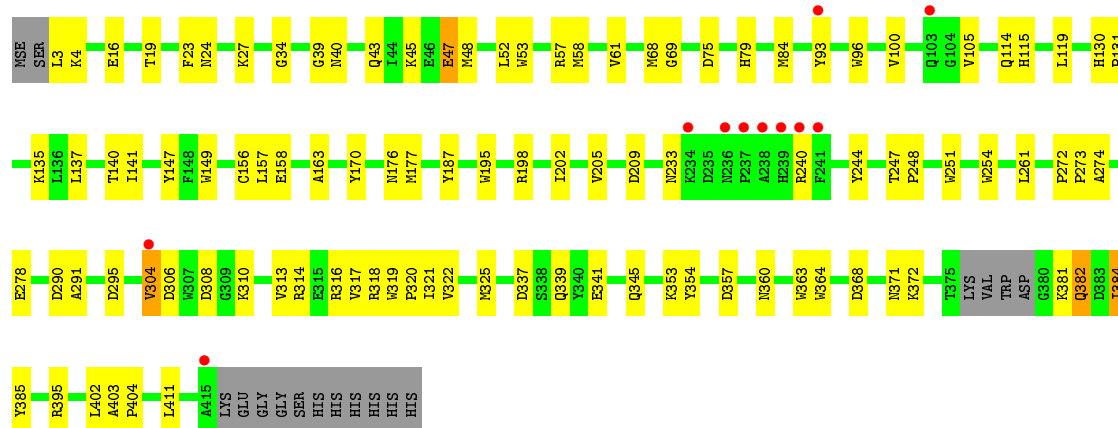 MSE SER L3 K4 E16 T19 F23 N24 K27 G34 G39 N40 Q43 I44 K45 E46 E47 M48 L52 W53 R57 M58 V61 M68 G69 D75 H79 M84 Y93 W96 V100 Q103 G104 V105 Q114 H115 L119 H130
K135 L136 L137 T140 I141 Y147 F148 W149 C156 L157 E158 A163 Y170 N176 M177 Y187 W195 R198 I202 V205 D209 N233 K234 D235 N236 P237 A238 H239 R240 F241 Y244 T247 P248 W251 W254 L261 P272 P273 A274
E278 D290 A291 D295 V304 D306 W307 D308 G309 K310 V313 R314 E315 R316 V317 R318 W319 P320 I321 V322 M325 D337 S338 Q339 Y340 E341 Q345 K353 Y354 D357 N360 W363 W364 D368 N371 K372 T375 LYS VAL TRP ASP G380 K381 Q382 D383
Y385 R395 L402 A403 P404 L411 A415 LYS GLU GLY GLY SER HIS HIS HIS HIS HIS HIS